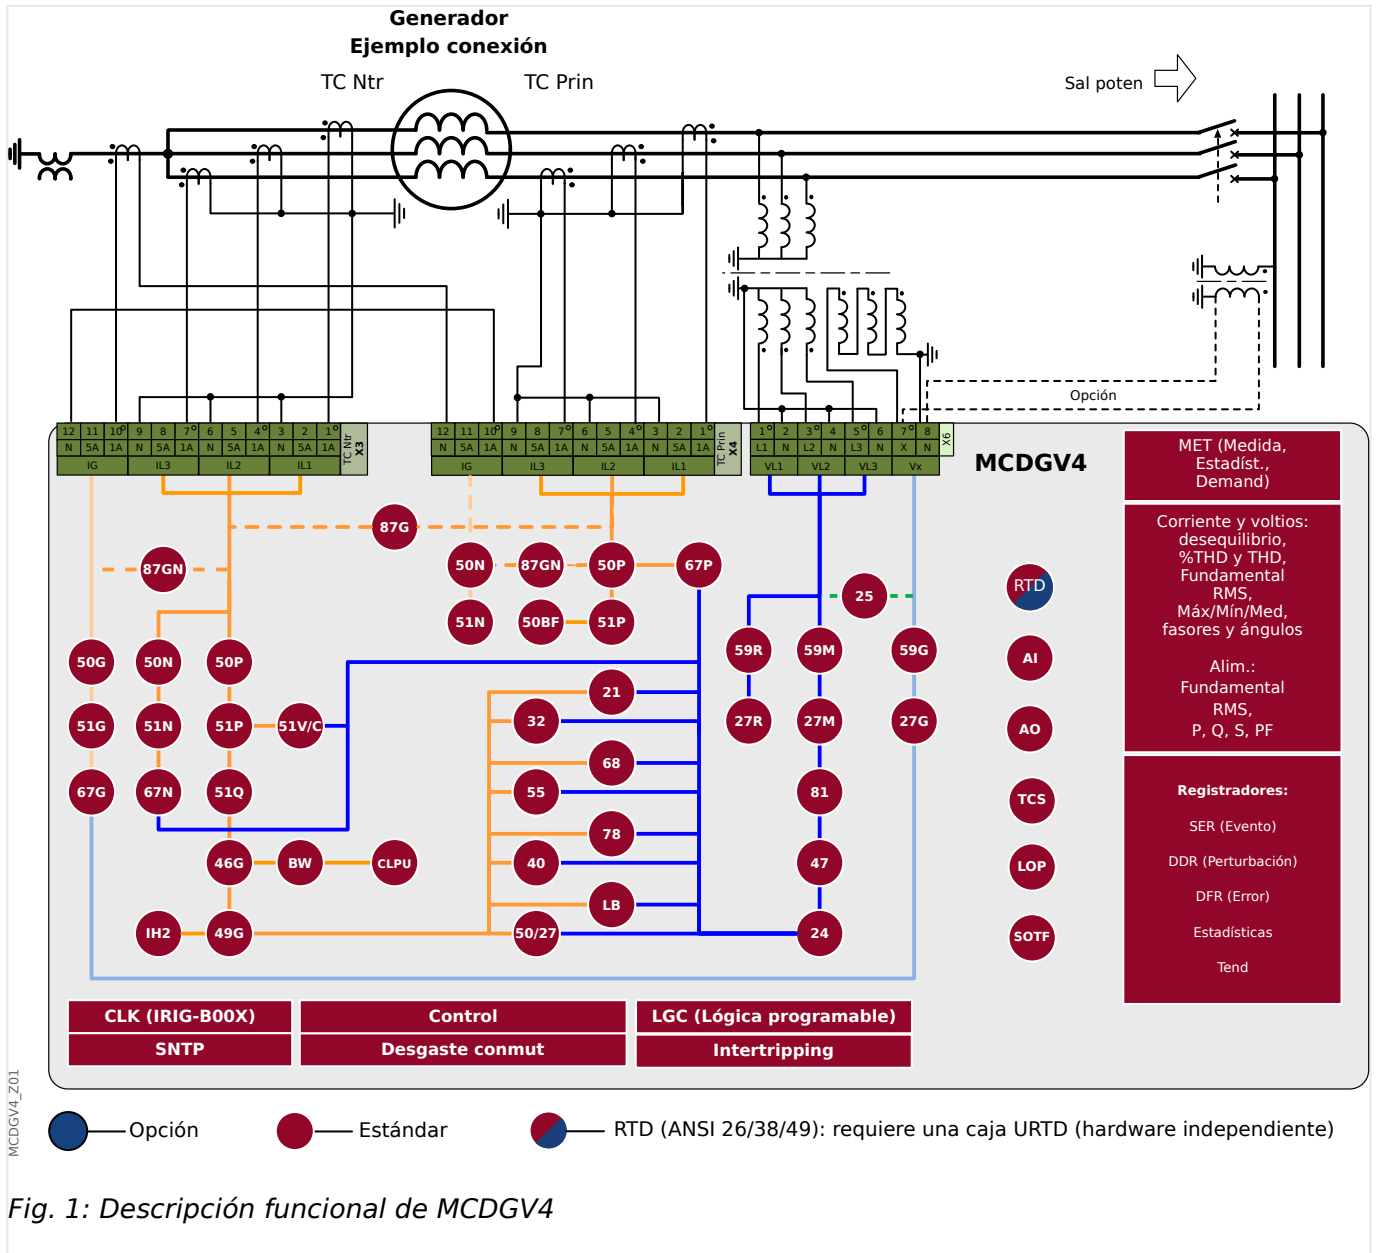 Generador
Ejemplo conexión
TC Ntr
TC Prin
Sal poten
Opción
12 11 10 9 8 7 6 5 4 3 2 1
N 5A 1A N 5A 1A N 5A 1A N 5A 1A
IG IL3 IL2 IL1
TC Ntr
X3
12 11 10 9 8 7 6 5 4 3 2 1
N 5A 1A N 5A 1A N 5A 1A N 5A 1A
IG IL3 IL2 IL1
TC Prin
X4
1 2 3 4 5 6 7 8
L1 N L2 N L3 N X N
VL1 VL2 VL3 Vx
X6
MCDGV4
MET (Medida,
Estadíst.,
Demand)
Corriente y voltios:
desequilibrio,
%THD y THD,
Fundamental
RMS,
Máx/Mín/Med,
fasores y ángulos
Alim.:
Fundamental
RMS,
P, Q, S, PF
Registradores:
SER (Evento)
DDR (Perturbación)
DFR (Error)
Estadísticas
Tend
87G
87GN
50N 87GN 50P 67P
51N 50BF 51P
25
RTD
AI
AO
TCS
LOP
SOTF
50G 50N 50P
51G 51N 51P 51V/C
67G 67N 51Q
46G BW CLPU
IH2 49G
21
32
68
55
78
40
LB
50/27
59R 59M 59G
27R 27M 27G
81
47
24
CLK (IRIG-B00X)
Control
LGC (Lógica programable)
SNTP
Desgaste conmut
Intertripping
MCDGV4_Z01
Opción
Estándar
RTD (ANSI 26/38/49): requiere una caja URTD (hardware independiente)
Fig. 1: Descripción funcional de MCDGV4